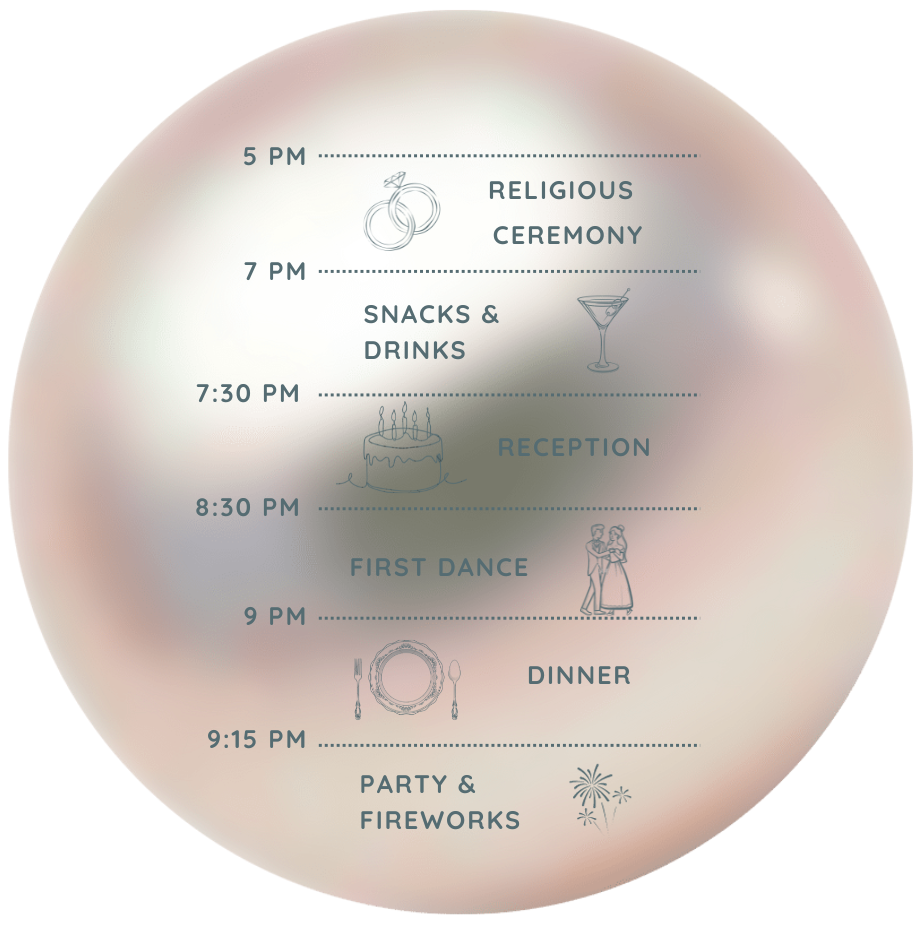 5 PM
RELIGIOUS
CEREMONY
7 PM
SNACKS &
DRINKS
7:30 PM
RECEPTION
8:30 PM
FIRST DANCE
9 PM
DINNER
9:15 PM
PARTY &
FIREWORKS